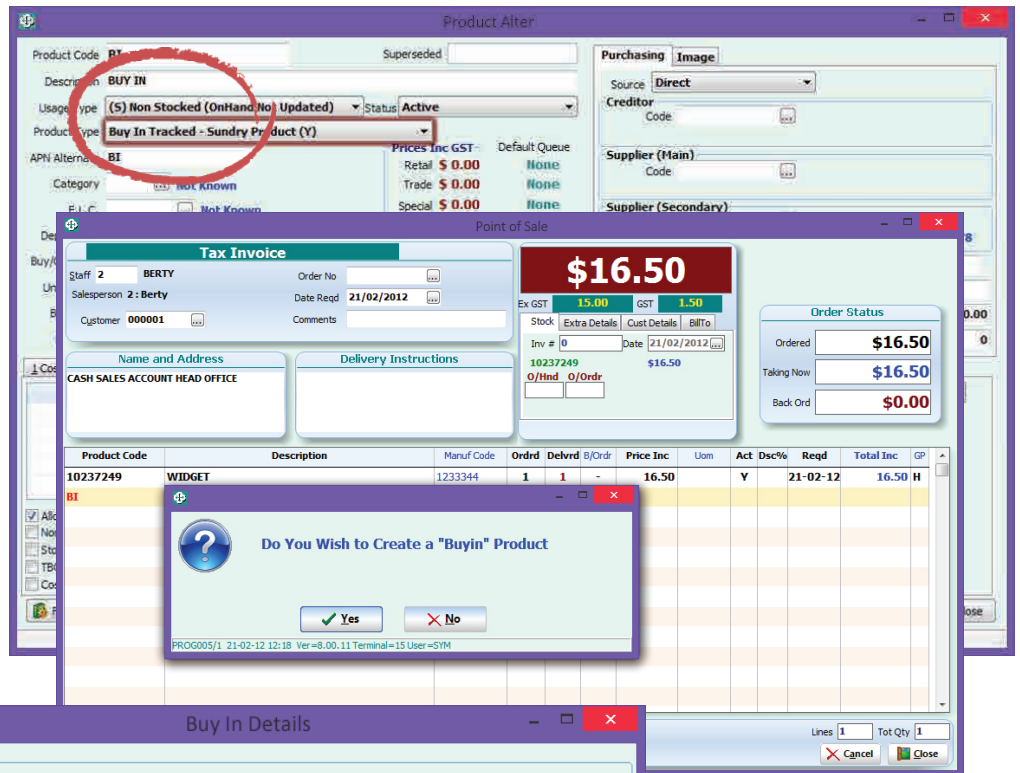 Product Alter
Product Code BI
Superseded
Description BUY IN
Usage Type (S) Non Stocked (OnHand Not Updated) Status Active
Product Type Buy In Tracked - Sundry Product (Y)
APN Alternate BI
Category ... Not Known
F.L.C. ... Not Known
Prices Inc GST Default Queue
Retail $ 0.00 None
Trade $ 0.00 None
Special $ 0.00 None
Purchasing Image
Source Direct
Creditor
Code ...
Supplier (Main)
Code ...
Supplier (Secondary)
Buy/
0.00
0
Point of Sale
Tax Invoice
Staff 2 BERTY
Salesperson 2 : Berty
Customer 000001 ...
Order No ...
Date Reqd 21/02/2012 ...
Comments
Name and Address
CASH SALES ACCOUNT HEAD OFFICE
Delivery Instructions
$16.50
Ex GST 15.00 GST 1.50
Stock Extra Details Cust Details BillTo
Inv # 0 Date 21/02/2012 ...
10237249 $16.50
O/Hnd O/Ordr
Order Status
Ordered $16.50
Taking Now $16.50
Back Ord $0.00
Product Code Description Manuf Code Ordrd Delvrd B/Ordr Price Inc Uom Act Dsc% Reqd Total Inc GP
10237249 WIDGET 1233344 1 1 - 16.50 Y 21-02-12 16.50 H
BI
Do You Wish to Create a "Buyin" Product
Yes No
PROG005/1 21-02-12 12:18 Ver=8.00.11 Terminal=15 User=SYM
Lines 1 Tot Qty 1
Cancel Close
Buy In Details